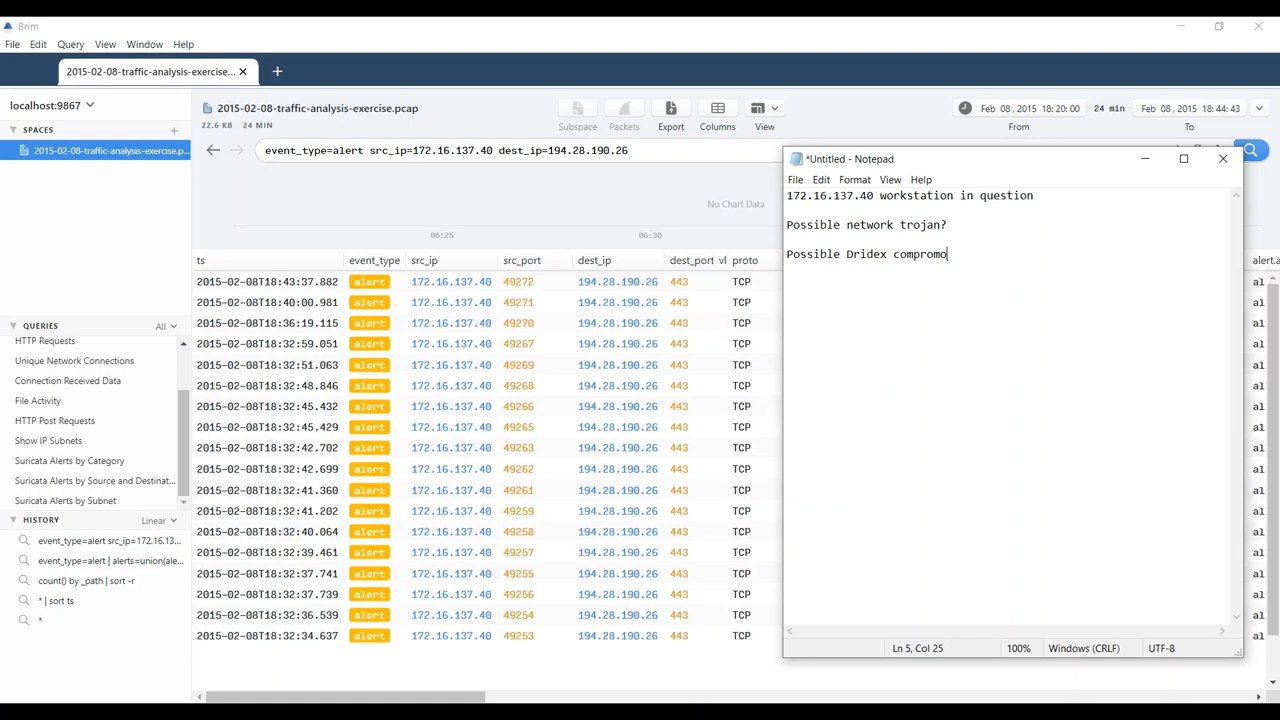 Brim
File Edit Query View Window Help
2015-02-08-traffic-analysis-exercise...
localhost:9867
SPACES
2015-02-08-traffic-analysis-exercise.p...
2015-02-08-traffic-analysis-exercise.pcap
22.6 KB 24 MIN
Subspace Packets Export Columns View
Feb 08 , 2015 18:20:00 24 min Feb 08 , 2015 18:44:43
From To
event_type=alert src_ip=172.16.137.40 dest_ip=194.28.190.26
No Chart Data
06:25 06:30
ts event_type src_ip src_port dest_ip dest_port vl proto alert.a
2015-02-08T18:43:37.882 alert 172.16.137.40 49272 194.28.190.26 443 TCP al
2015-02-08T18:40:00.981 alert 172.16.137.40 49271 194.28.190.26 443 TCP al
2015-02-08T18:36:19.115 alert 172.16.137.40 49270 194.28.190.26 443 TCP al
2015-02-08T18:32:59.051 alert 172.16.137.40 49267 194.28.190.26 443 TCP al
2015-02-08T18:32:51.063 alert 172.16.137.40 49269 194.28.190.26 443 TCP al
2015-02-08T18:32:48.846 alert 172.16.137.40 49268 194.28.190.26 443 TCP al
2015-02-08T18:32:45.432 alert 172.16.137.40 49266 194.28.190.26 443 TCP al
2015-02-08T18:32:45.429 alert 172.16.137.40 49265 194.28.190.26 443 TCP al
2015-02-08T18:32:42.702 alert 172.16.137.40 49263 194.28.190.26 443 TCP al
2015-02-08T18:32:42.699 alert 172.16.137.40 49262 194.28.190.26 443 TCP al
2015-02-08T18:32:41.360 alert 172.16.137.40 49261 194.28.190.26 443 TCP al
2015-02-08T18:32:41.202 alert 172.16.137.40 49259 194.28.190.26 443 TCP al
2015-02-08T18:32:40.064 alert 172.16.137.40 49258 194.28.190.26 443 TCP al
2015-02-08T18:32:39.461 alert 172.16.137.40 49257 194.28.190.26 443 TCP al
2015-02-08T18:32:37.741 alert 172.16.137.40 49255 194.28.190.26 443 TCP al
2015-02-08T18:32:37.739 alert 172.16.137.40 49256 194.28.190.26 443 TCP al
2015-02-08T18:32:36.539 alert 172.16.137.40 49254 194.28.190.26 443 TCP al
2015-02-08T18:32:34.637 alert 172.16.137.40 49253 194.28.190.26 443 TCP al
QUERIES All
HTTP Requests
Unique Network Connections
Connection Received Data
File Activity
HTTP Post Requests
Show IP Subnets
Suricata Alerts by Category
Suricata Alerts by Source and Destinat...
Suricata Alerts by Subnet
HISTORY Linear
event_type=alert src_ip=172.16.13...
event_type=alert | alerts=union(ale...
count() by _path | sort -r
* | sort ts
*
*Untitled - Notepad
File Edit Format View Help
172.16.137.40 workstation in question
Possible network trojan?
Possible Dridex compromo
Ln 5, Col 25 100% Windows (CRLF) UTF-8